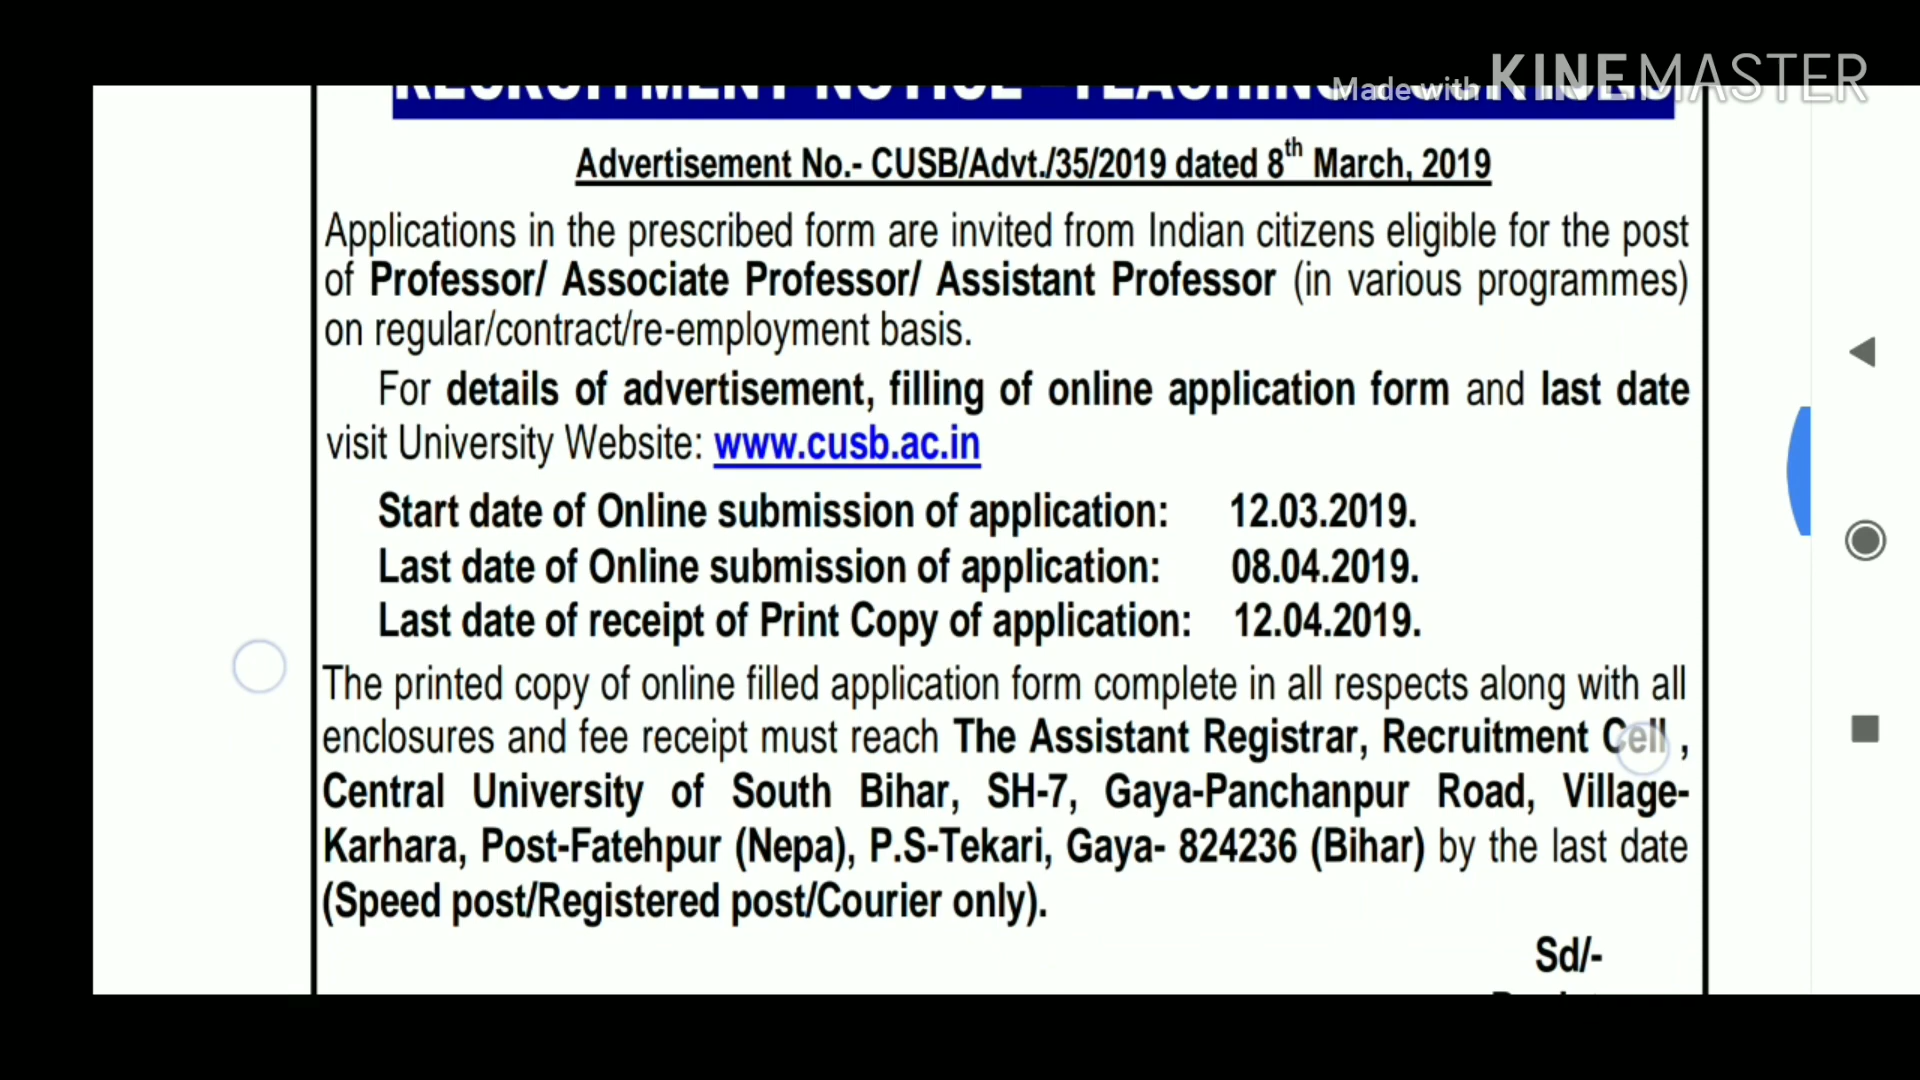 Made with KINEMASTER
RECRUITMENT NOTICE -TEACHING
Advertisement No.- CUSB/Advt./35/2019 dated 8th March, 2019
Applications in the prescribed form are invited from Indian citizens eligible for the post
of Professor/ Associate Professor/ Assistant Professor (in various programmes)
on regular/contract/re-employment basis.
For details of advertisement, filling of online application form and last date
visit University Website: www.cusb.ac.in
Start date of Online submission of application: 12.03.2019.
Last date of Online submission of application: 08.04.2019.
Last date of receipt of Print Copy of application: 12.04.2019.
The printed copy of online filled application form complete in all respects along with all
enclosures and fee receipt must reach The Assistant Registrar, Recruitment Cell ,
Central University of South Bihar, SH-7, Gaya-Panchanpur Road, Village-
Karhara, Post-Fatehpur (Nepa), P.S-Tekari, Gaya- 824236 (Bihar) by the last date
(Speed post/Registered post/Courier only).
Sd/-